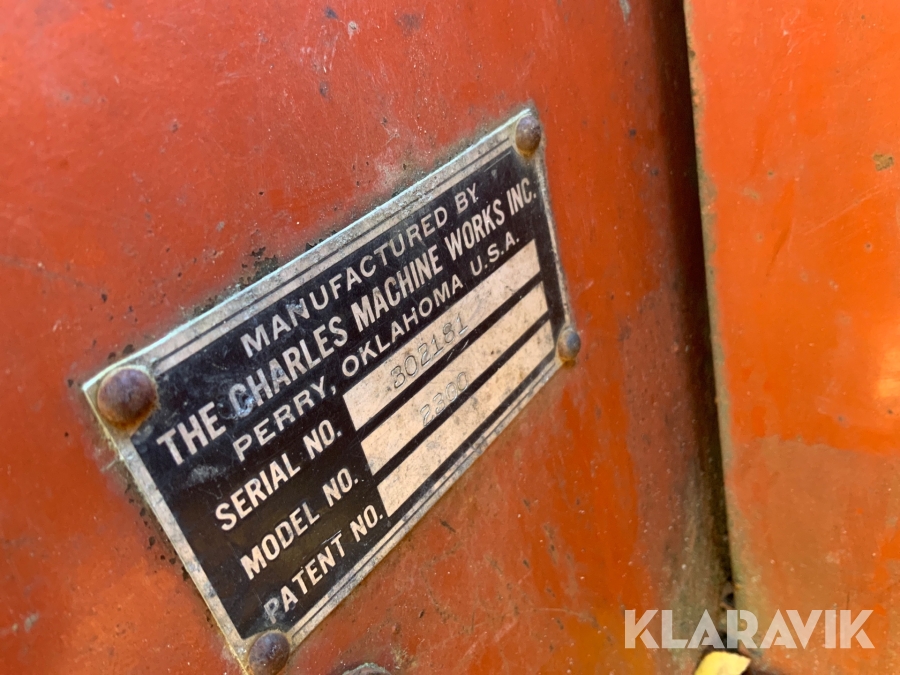 MANUFACTURED BY
THE CHARLES MACHINE WORKS INC.
PERRY, OKLAHOMA U.S.A.
SERIAL NO. 302181
MODEL NO. 2300
PATENT NO.
KLARAVIK